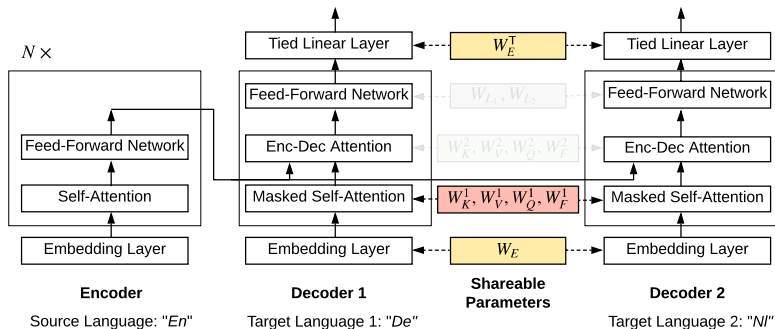 N ×
Tied Linear Layer
W_E^T
Tied Linear Layer
Feed-Forward Network
W_{L_1}, W_{L_2}
Feed-Forward Network
Feed-Forward Network
Enc-Dec Attention
W_K^2, W_V^2, W_Q^2, W_F^2
Enc-Dec Attention
Self-Attention
Masked Self-Attention
W_K^1, W_V^1, W_Q^1, W_F^1
Masked Self-Attention
Embedding Layer
Embedding Layer
W_E
Embedding Layer
Encoder
Decoder 1
Shareable
Parameters
Decoder 2
Source Language: "En"
Target Language 1: "De"
Target Language 2: "Nl"